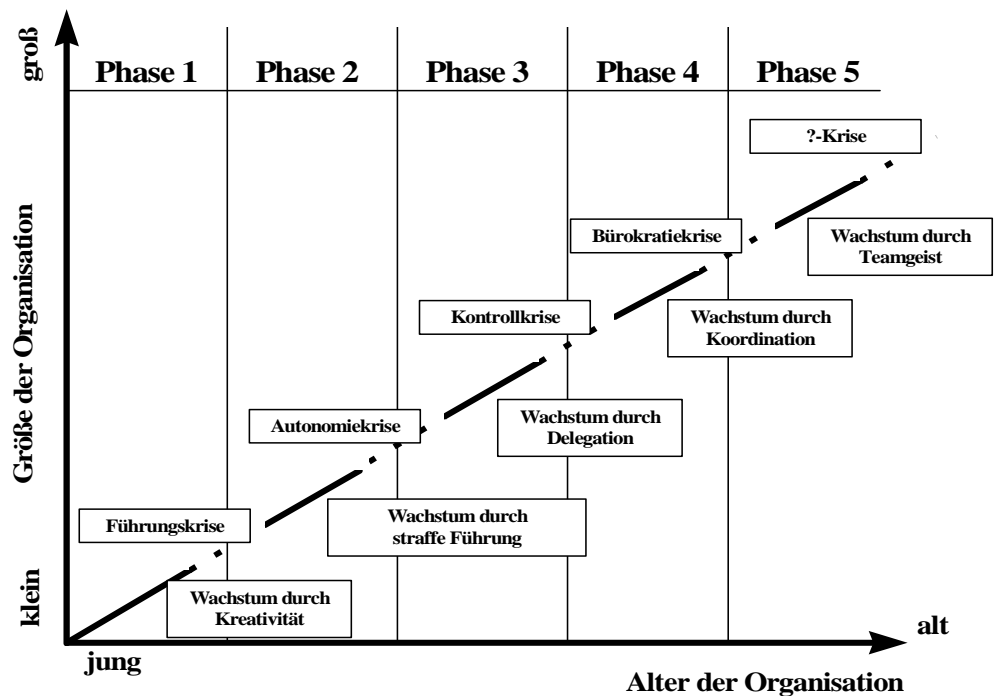 groß
Phase 1
Phase 2
Phase 3
Phase 4
Phase 5
?-Krise
Bürokratiekrise
Wachstum durch
Teamgeist
Kontrollkrise
Wachstum durch
Koordination
Autonomiekrise
Wachstum durch
Delegation
Führungskrise
Wachstum durch
straffe Führung
Wachstum durch
Kreativität
Größe der Organisation
klein
jung
alt
Alter der Organisation